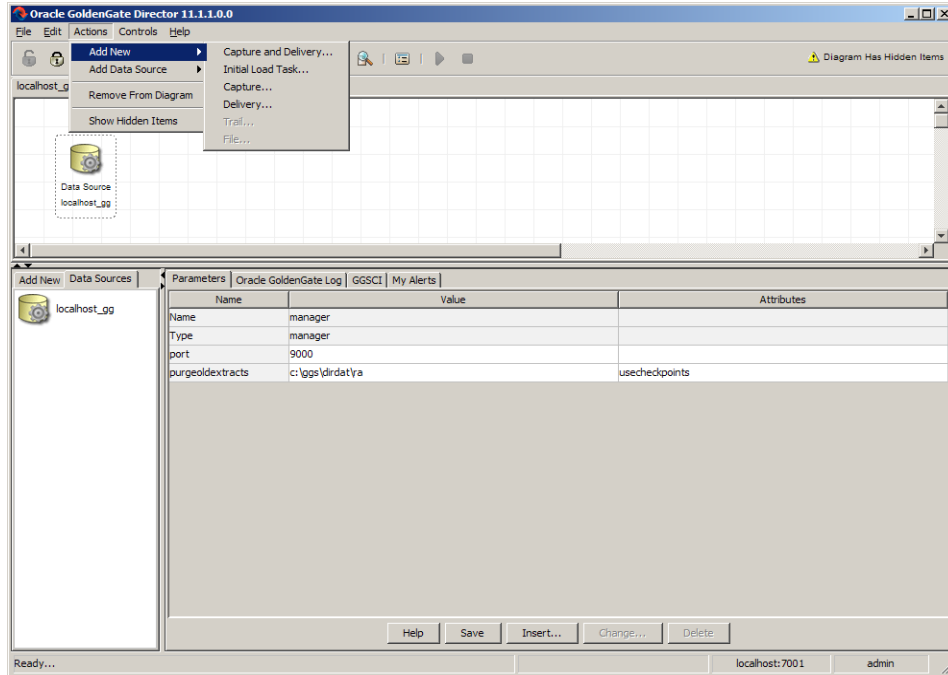 Oracle GoldenGate Director 11.1.1.0.0
File Edit Actions Controls Help
Add New
Add Data Source
Remove From Diagram
Show Hidden Items
Capture and Delivery...
Initial Load Task...
Capture...
Delivery...
Trail...
File...
Diagram Has Hidden Items
localhost_g
Data Source
localhost_gg
Add New Data Sources
localhost_gg
Parameters Oracle GoldenGate Log GGSCI My Alerts
Name Value Attributes
Name manager
Type manager
port 9000
purgeoldextracts c:\ggs\dirdat\ra usecheckpoints
Help Save Insert... Change... Delete
Ready... localhost:7001 admin